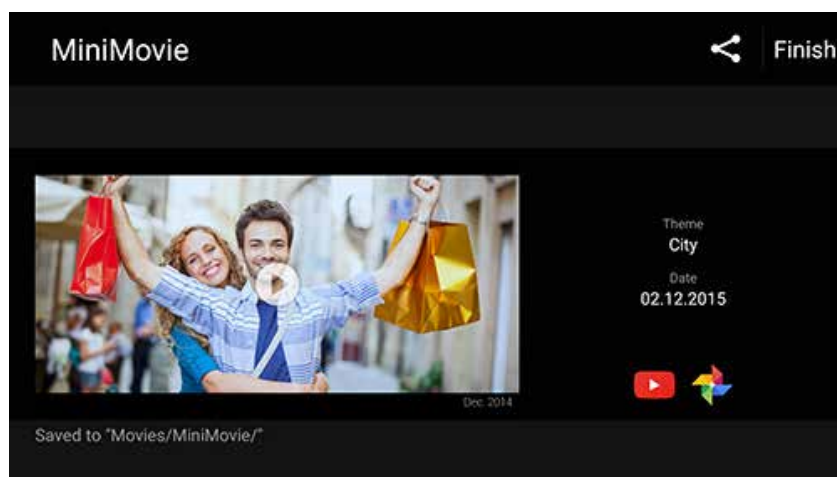 MiniMovie
Finish
Theme
City
Date
02.12.2015
Dec. 2014
Saved to "Movies/MiniMovie/"